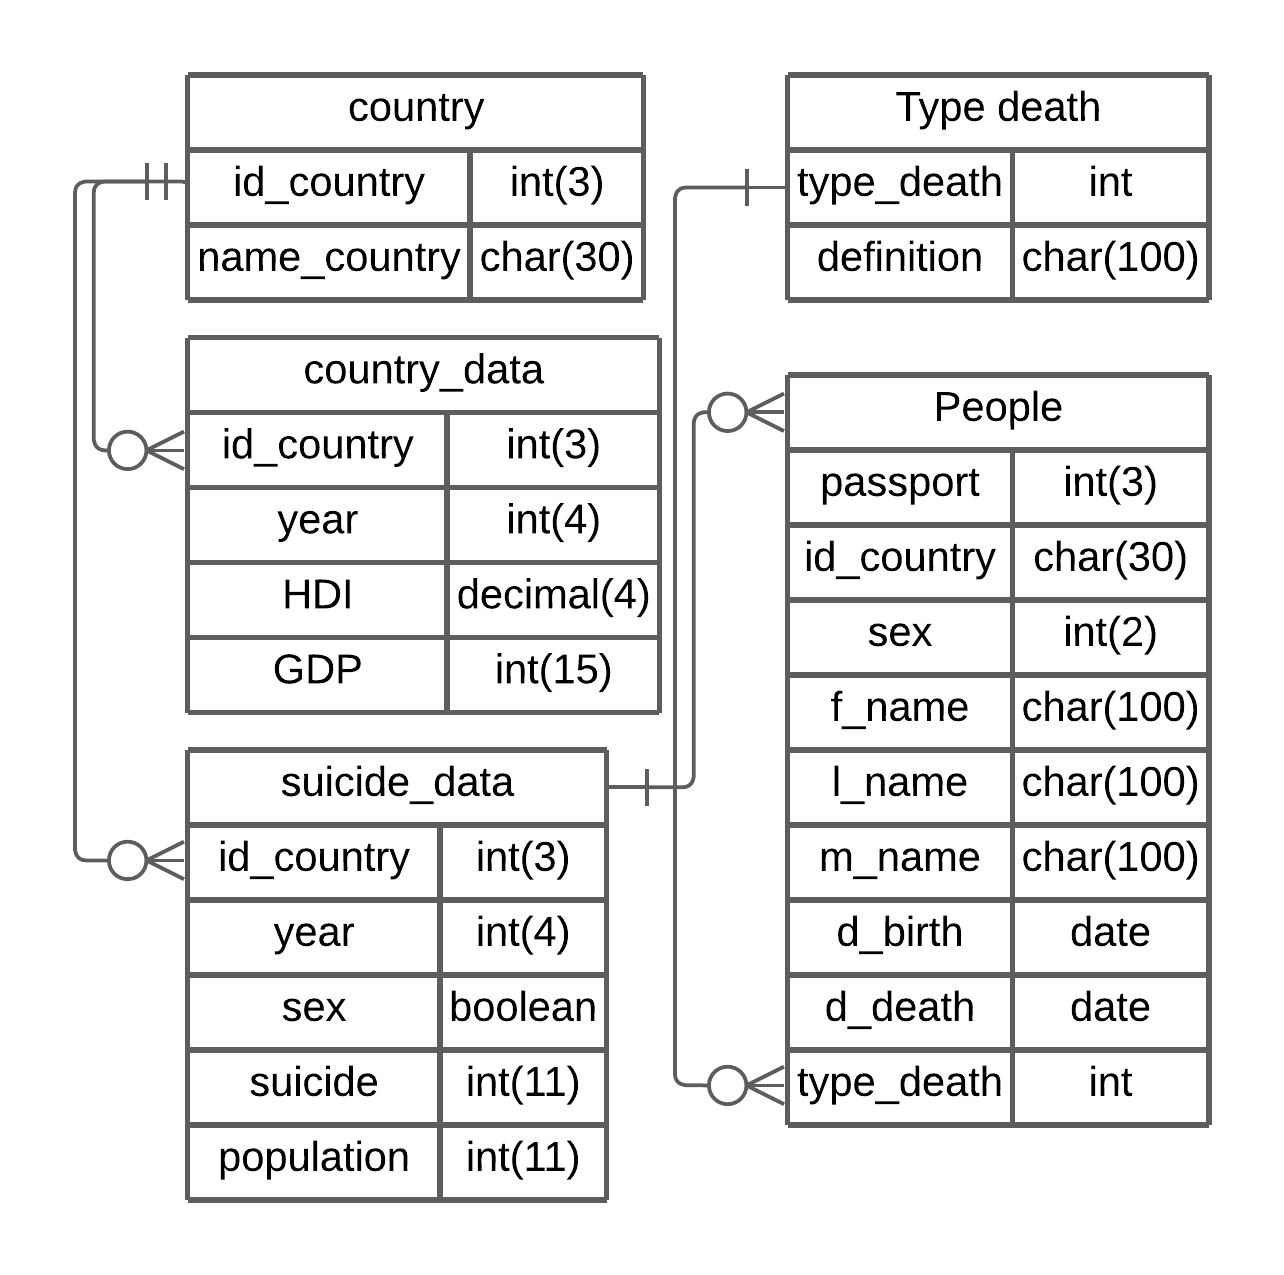 country
id_country int(3)
name_country char(30)
Type death
type_death int
definition char(100)
country_data
id_country int(3)
year int(4)
HDI decimal(4)
GDP int(15)
People
passport int(3)
id_country char(30)
sex int(2)
f_name char(100)
l_name char(100)
m_name char(100)
d_birth date
d_death date
type_death int
suicide_data
id_country int(3)
year int(4)
sex boolean
suicide int(11)
population int(11)